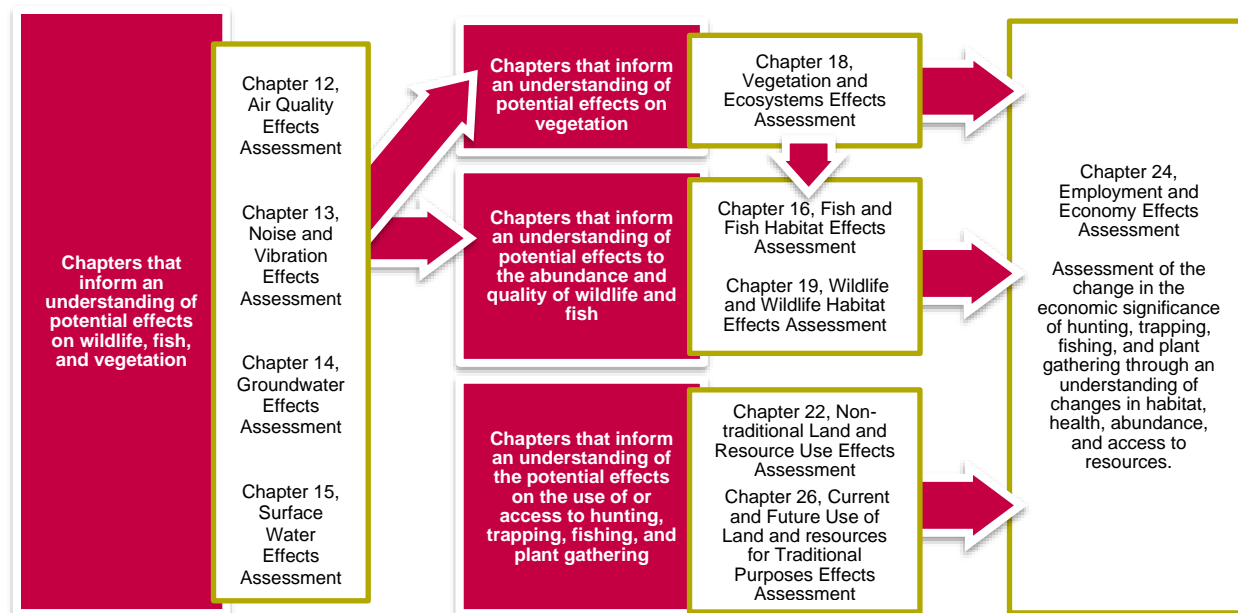 Chapters that
inform an
understanding of
potential effects
on wildlife, fish,
and vegetation
Chapter 12,
Air Quality
Effects
Assessment
Chapter 13,
Noise and
Vibration
Effects
Assessment
Chapter 14,
Groundwater
Effects
Assessment
Chapter 15,
Surface
Water
Effects
Assessment
Chapters that inform
an understanding of
potential effects on
vegetation
Chapter 18,
Vegetation and
Ecosystems Effects
Assessment
Chapters that inform
an understanding of
potential effects to
the abundance and
quality of wildlife and
fish
Chapter 16, Fish and
Fish Habitat Effects
Assessment
Chapter 19, Wildlife
and Wildlife Habitat
Effects Assessment
Chapters that inform
an understanding of
the potential effects
on the use of or
access to hunting,
trapping, fishing, and
plant gathering
Chapter 22, Non-
traditional Land and
Resource Use Effects
Assessment
Chapter 26, Current
and Future Use of
Land and resources
for Traditional
Purposes Effects
Assessment
Chapter 24,
Employment and
Economy Effects
Assessment
Assessment of the
change in the
economic significance
of hunting, trapping,
fishing, and plant
gathering through an
understanding of
changes in habitat,
health, abundance,
and access to
resources.